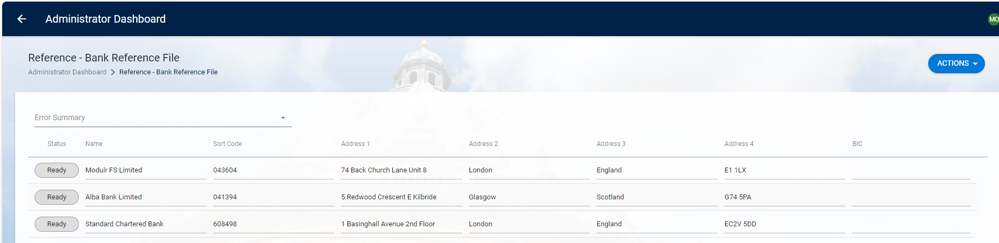 Administrator Dashboard
MO
Reference - Bank Reference File
Administrator Dashboard > Reference - Bank Reference File
ACTIONS
Error Summary
Status Name Sort Code Address 1 Address 2 Address 3 Address 4 BIC
Ready Modulr FS Limited 043604 74 Back Church Lane Unit 8 London England E1 1LX
Ready Alba Bank Limited 041394 5 Redwood Crescent E Kilbride Glasgow Scotland G74 5PA
Ready Standard Chartered Bank 608498 1 Basinghall Avenue 2nd Floor London England EC2V 5DD